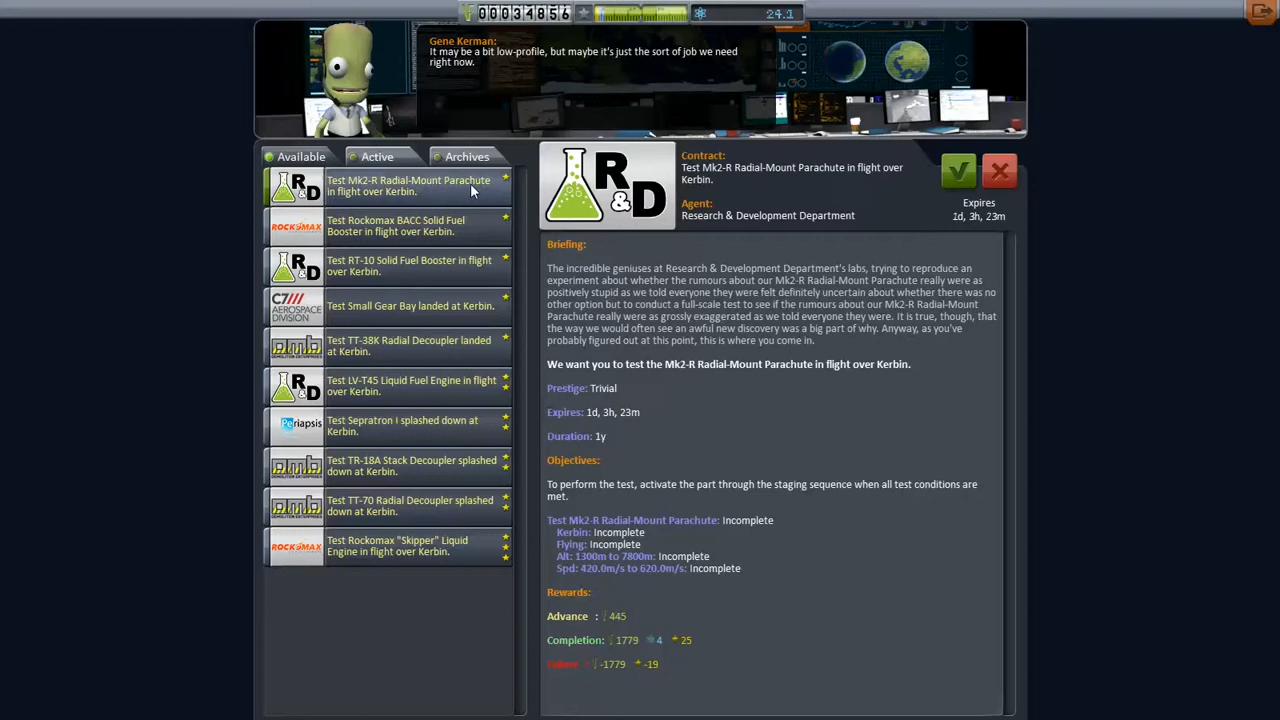 00034856
24.1
Gene Kerman:
It may be a bit low-profile, but maybe it's just the sort of job we need
right now.
Available
Active
Archives
R&D
Test Mk2-R Radial-Mount Parachute
in flight over Kerbin.
ROCKOMAX
Test Rockomax BACC Solid Fuel
Booster in flight over Kerbin.
R&D
Test RT-10 Solid Fuel Booster in flight
over Kerbin.
C7///
AEROSPACE
DIVISION
Test Small Gear Bay landed at Kerbin.
Test TT-38K Radial Decoupler landed
at Kerbin.
R&D
Test LV-T45 Liquid Fuel Engine in flight
over Kerbin.
Periapsis
Test Sepratron I splashed down at
Kerbin.
Test TR-18A Stack Decoupler splashed
down at Kerbin.
Test TT-70 Radial Decoupler splashed
down at Kerbin.
ROCKOMAX
Test Rockomax "Skipper" Liquid
Engine in flight over Kerbin.
R&D
Contract:
Test Mk2-R Radial-Mount Parachute in flight over
Kerbin.
Agent:
Research & Development Department
Expires
1d, 3h, 23m
Briefing:
The incredible geniuses at Research & Development Department's labs, trying to reproduce an
experiment about whether the rumours about our Mk2-R Radial-Mount Parachute really were as
positively stupid as we told everyone they were felt definitely uncertain about whether there was no
other option but to conduct a full-scale test to see if the rumours about our Mk2-R Radial-Mount
Parachute really were as grossly exaggerated as we told everyone they were. It is true, though, that
the way we would often see an awful new discovery was a big part of why. Anyway, as you've
probably figured out at this point, this is where you come in.
We want you to test the Mk2-R Radial-Mount Parachute in flight over Kerbin.
Prestige: Trivial
Expires: 1d, 3h, 23m
Duration: 1y
Objectives:
To perform the test, activate the part through the staging sequence when all test conditions are
met.
Test Mk2-R Radial-Mount Parachute: Incomplete
Kerbin: Incomplete
Flying: Incomplete
Alt: 1300m to 7800m: Incomplete
Spd: 420.0m/s to 620.0m/s: Incomplete
Rewards:
Advance : 445
Completion: 1779 4 25
Failure : -1779 -19